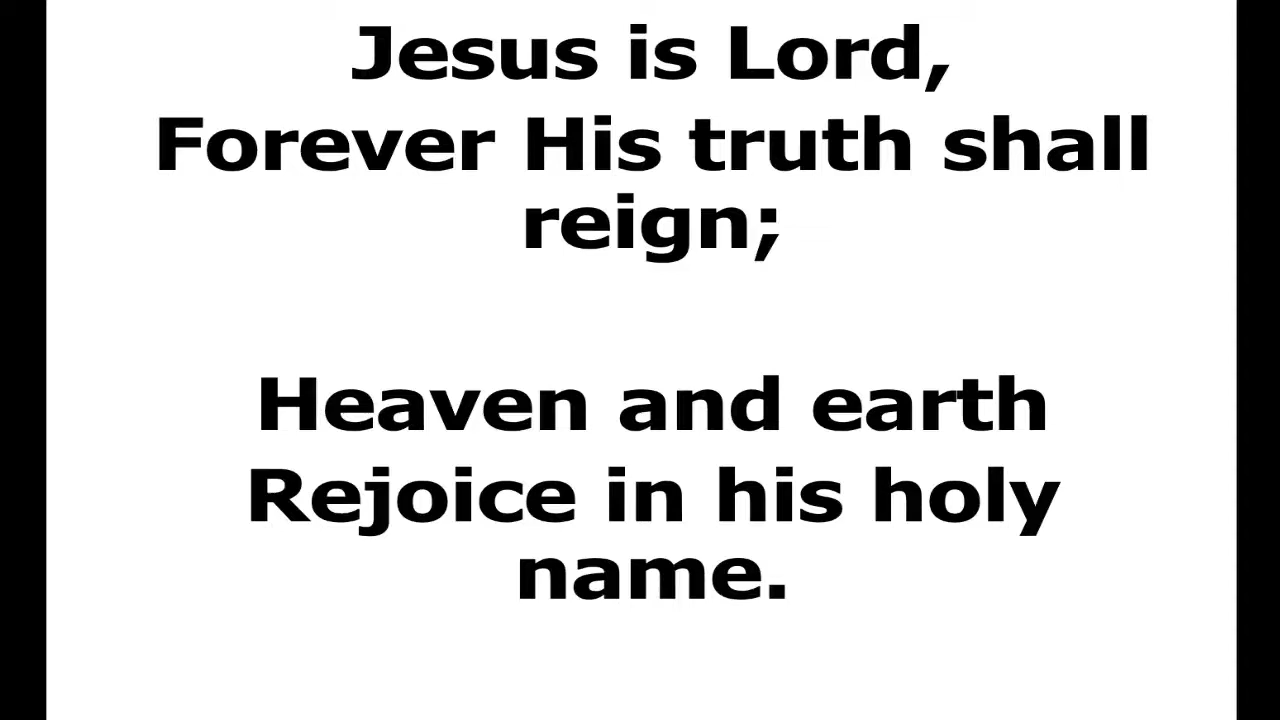 Jesus is Lord,
Forever His truth shall
reign;
Heaven and earth
Rejoice in his holy
name.